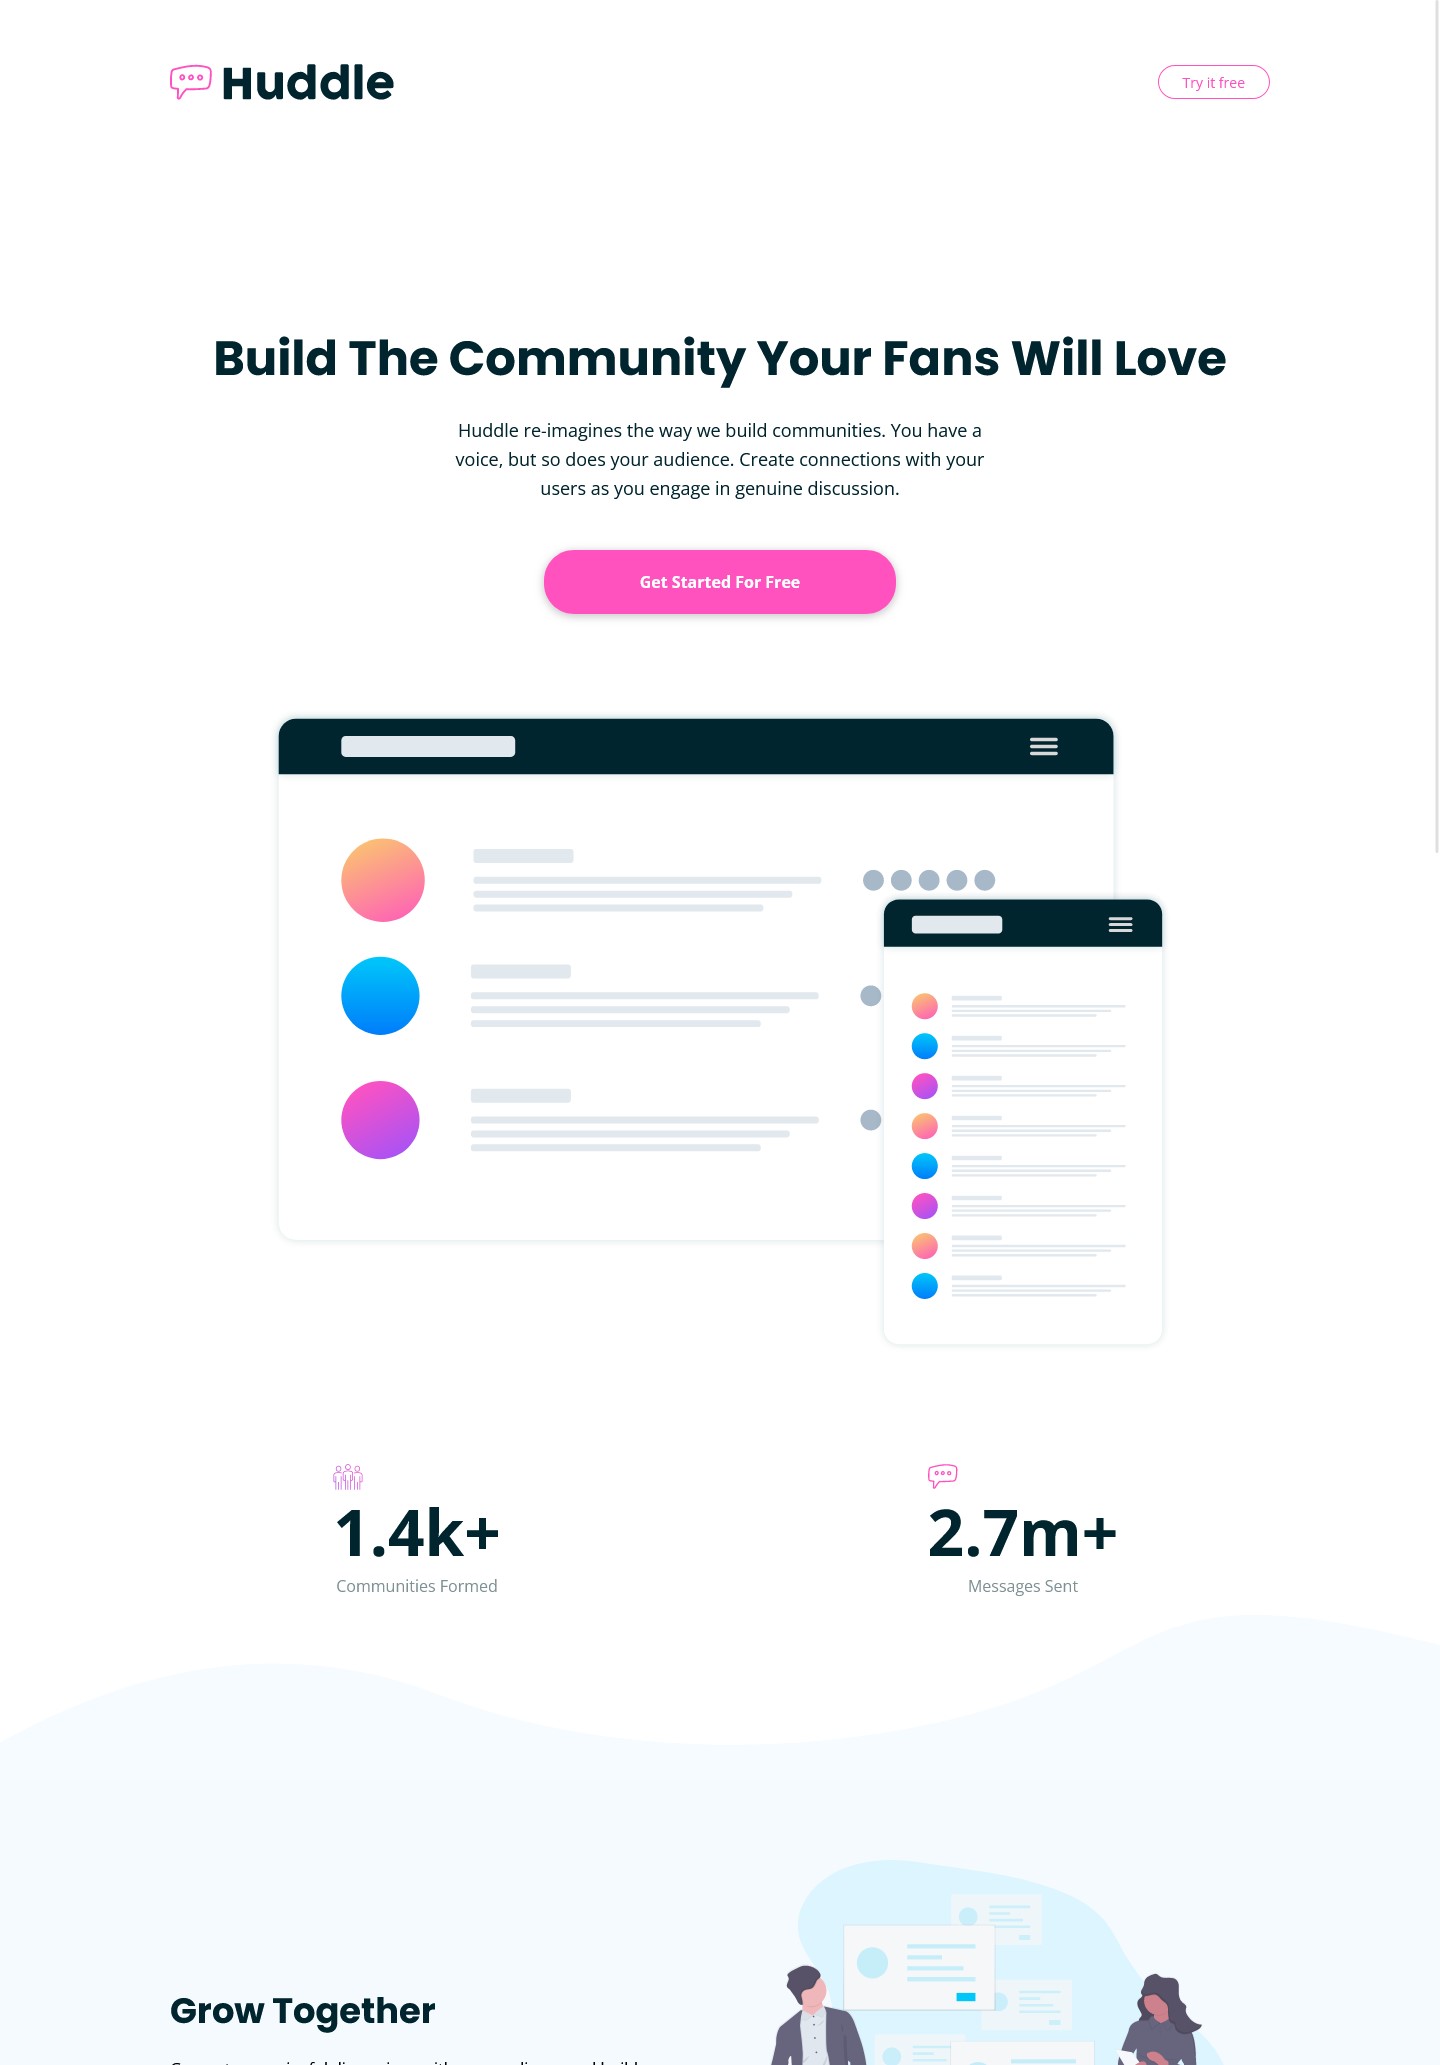 Huddle
Try it free
Build The Community Your Fans Will Love
Huddle re-imagines the way we build communities. You have a
voice, but so does your audience. Create connections with your
users as you engage in genuine discussion.
Get Started For Free
1.4k+
Communities Formed
2.7m+
Messages Sent
Grow Together